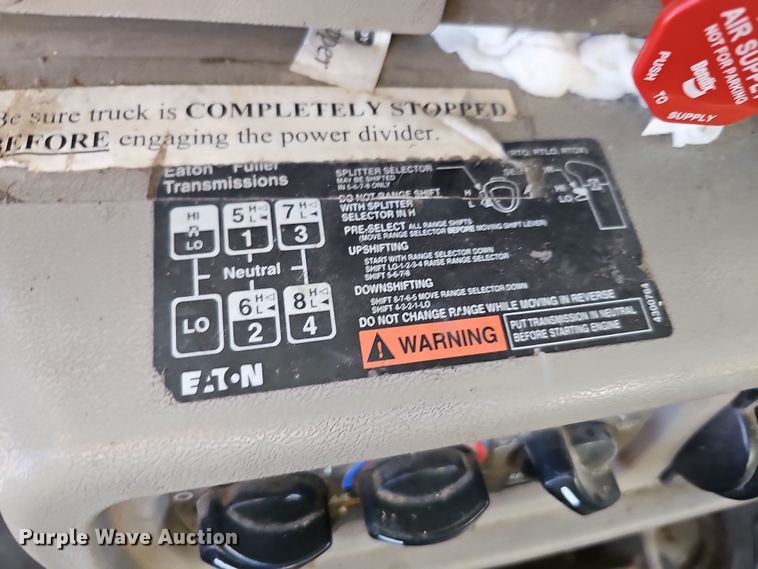 AIR SUPPLY
NOT FOR PARKING
Bendix
PUSH
TO
SUPPLY
Be sure truck is COMPLETELY STOPPED
BEFORE engaging the power divider.
Eaton Fuller
Transmissions
SPLITTER SELECTOR
MAY BE SHIFTED
IN 5-6-7-8 ONLY
DO NOT RANGE SHIFT
WITH SPLITTER
SELECTOR IN H
PRE-SELECT ALL RANGE SHIFTS
(MOVE RANGE SELECTOR BEFORE MOVING SHIFT LEVER)
UPSHIFTING
START WITH RANGE SELECTOR DOWN
SHIFT LO-1-2-3-4 RAISE RANGE SELECTOR
SHIFT 5-6-7-8
DOWNSHIFTING
SHIFT 8-7-6-5 MOVE RANGE SELECTOR DOWN
SHIFT 4-3-2-1-LO
DO NOT CHANGE RANGE WHILE MOVING IN REVERSE
WARNING
PUT TRANSMISSION IN NEUTRAL
BEFORE STARTING ENGINE
4300764
H
L
HI
LO
HI R LO
5 H L 1
7 H L 3
Neutral
LO
6 H L 2
8 H L 4
EATON
Purple Wave Auction